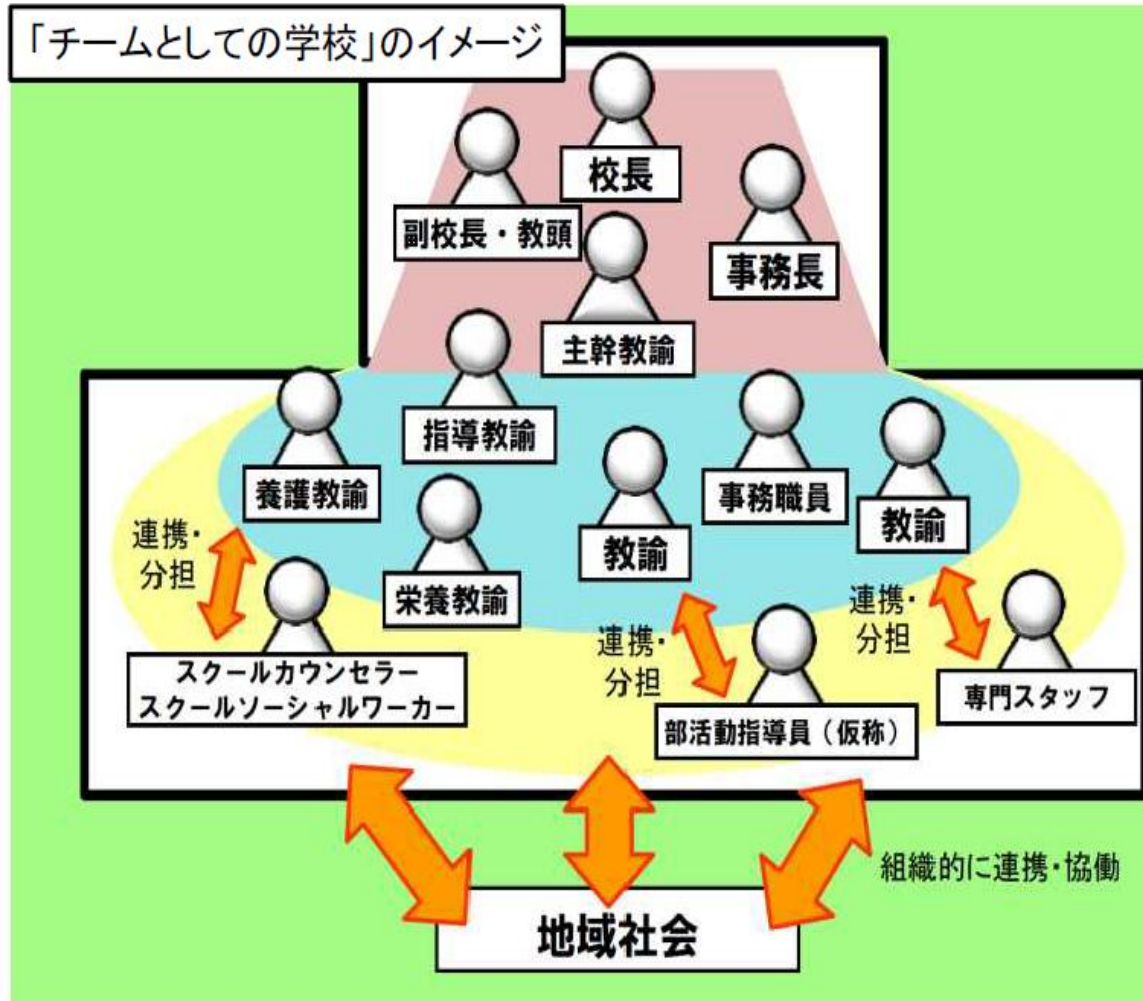 「チームとしての学校」のイメージ
校長
副校長・教頭
事務長
主幹教諭
指導教諭
養護教諭
事務職員
教諭
教諭
栄養教諭
連携・
分担
連携・
分担
連携・
分担
スクールカウンセラー
スクールソーシャルワーカー
部活動指導員（仮称）
専門スタッフ
組織的に連携・協働
地域社会